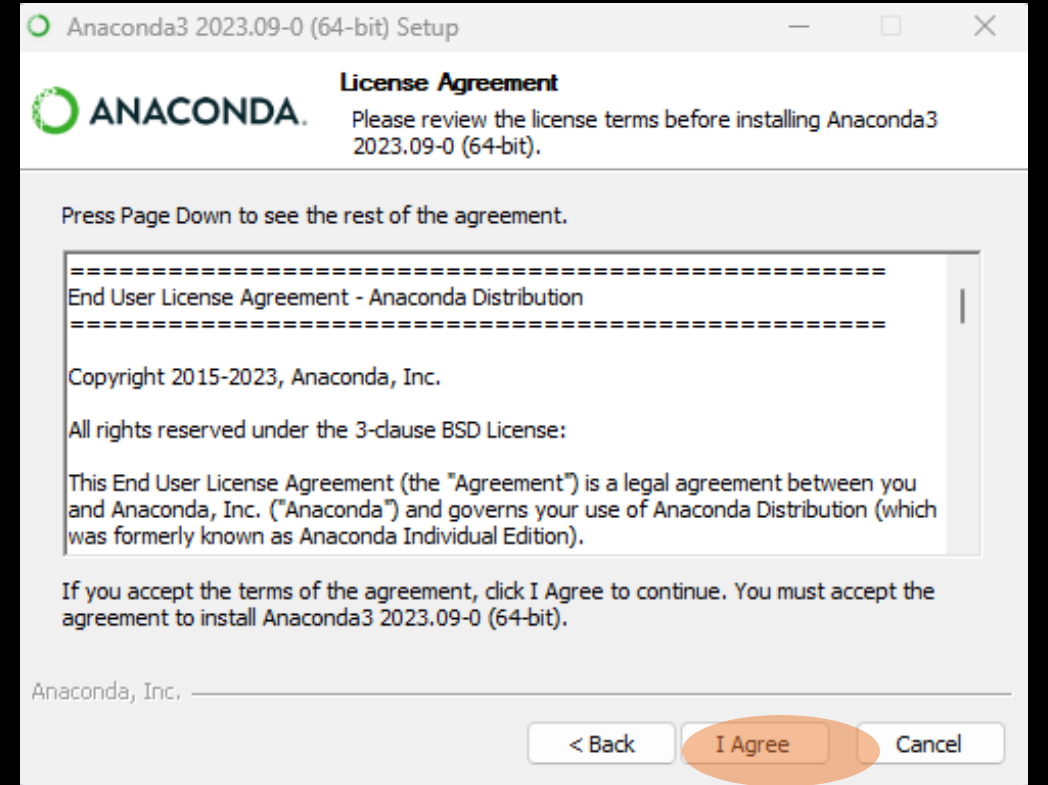 Anaconda3 2023.09-0 (64-bit) Setup
ANACONDA.
License Agreement
Please review the license terms before installing Anaconda3
2023.09-0 (64-bit).
Press Page Down to see the rest of the agreement.
==================================================
End User License Agreement - Anaconda Distribution
==================================================
Copyright 2015-2023, Anaconda, Inc.
All rights reserved under the 3-clause BSD License:
This End User License Agreement (the "Agreement") is a legal agreement between you
and Anaconda, Inc. ("Anaconda") and governs your use of Anaconda Distribution (which
was formerly known as Anaconda Individual Edition).
If you accept the terms of the agreement, click I Agree to continue. You must accept the
agreement to install Anaconda3 2023.09-0 (64-bit).
Anaconda, Inc.
< Back I Agree Cancel